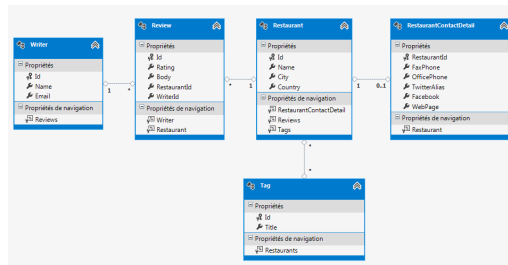 Writer
Propriétés
Id
Name
Email
Propriétés de navigation
Reviews
1
*
Review
Propriétés
Id
Rating
Body
RestaurantId
WriterId
Propriétés de navigation
Writer
Restaurant
*
1
Restaurant
Propriétés
Id
Name
City
Country
Propriétés de navigation
RestaurantContactDetail
Reviews
Tags
1
0..1
RestaurantContactDetail
Propriétés
RestaurantId
FaxPhone
OfficePhone
TwitterAlias
Facebook
WebPage
Propriétés de navigation
Restaurant
*
*
Tag
Propriétés
Id
Title
Propriétés de navigation
Restaurants